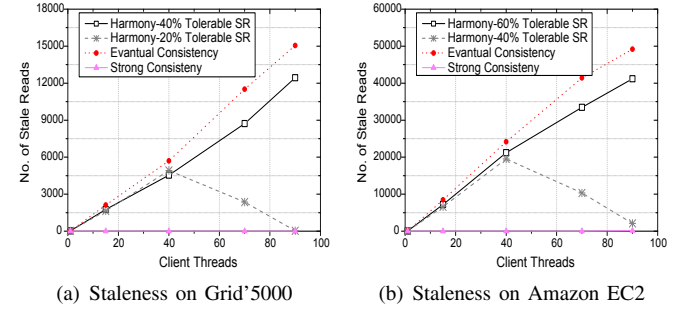 Harmony-40% Tolerable SR
Harmony-20% Tolerable SR
Evantual Consistency
Strong Consisteny
18000
15000
12000
9000
6000
3000
0
No. of Stale Reads
0 20 40 60 80 100
Client Threads
(a) Staleness on Grid'5000
Harmony-60% Tolerable SR
Harmony-40% Tolerable SR
Evantual Consistency
Strong Consisteny
60000
50000
40000
30000
20000
10000
0
No. of Stale Reads
0 20 40 60 80 100
Client Threads
(b) Staleness on Amazon EC2